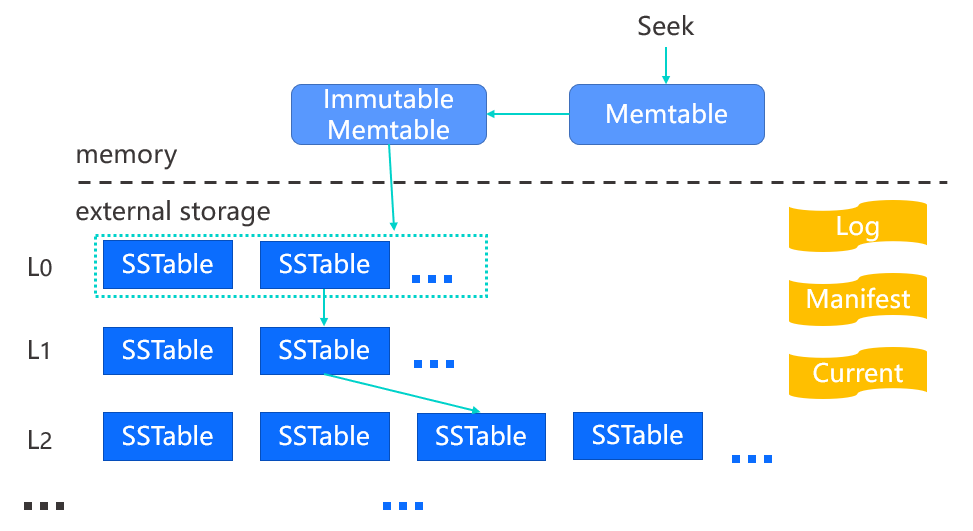 Seek
Immutable
Memtable
Memtable
memory
external storage
Log
L0
SSTable
SSTable
Manifest
L1
SSTable
SSTable
Current
L2
SSTable
SSTable
SSTable
SSTable